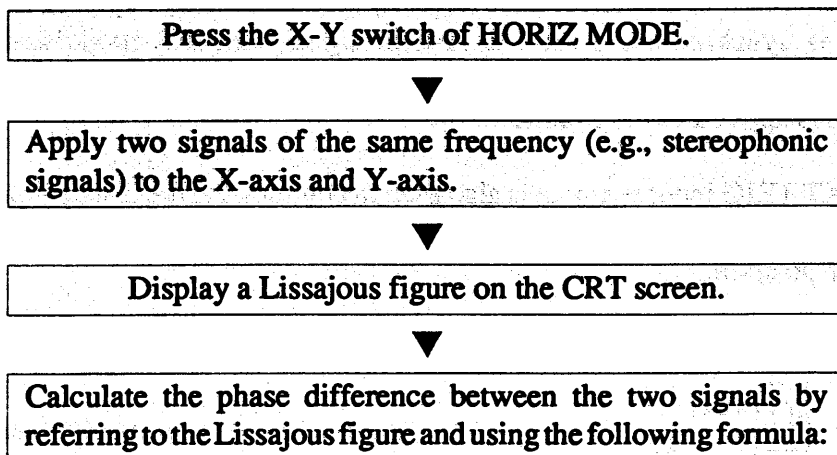 Press the X-Y switch of HORIZ MODE.
Apply two signals of the same frequency (e.g., stereophonic
signals) to the X-axis and Y-axis.
Display a Lissajous figure on the CRT screen.
Calculate the phase difference between the two signals by
referring to the Lissajous figure and using the following formula: